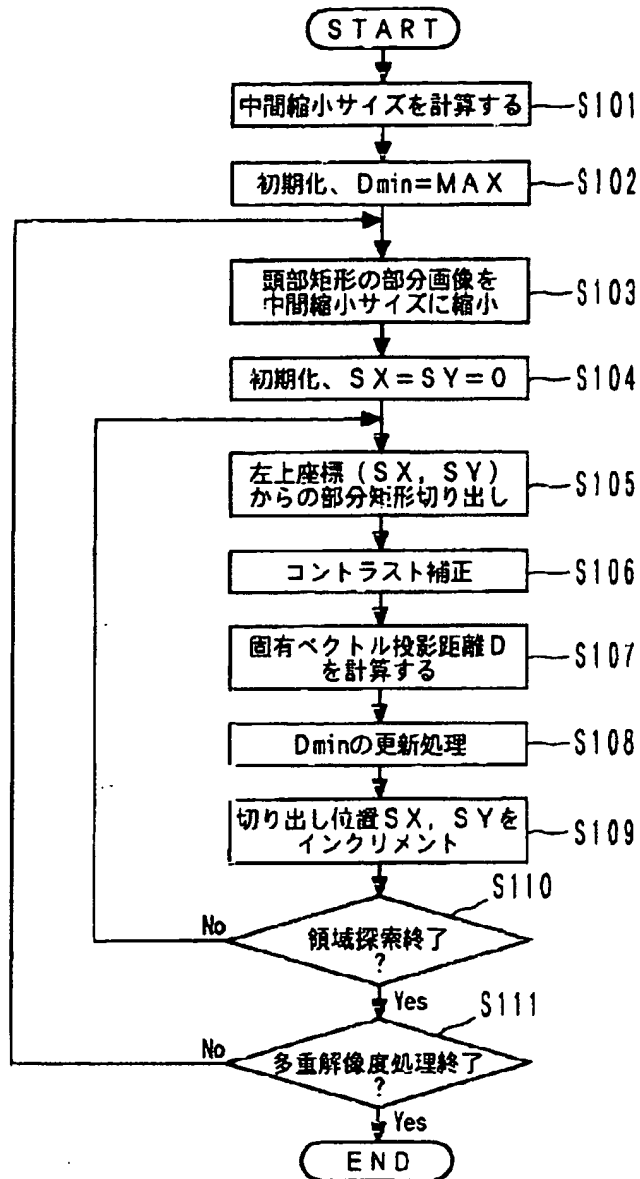 START
中間縮小サイズを計算する
S101
初期化、Dmin=MAX
S102
頭部矩形の部分画像を
中間縮小サイズに縮小
S103
初期化、SX=SY=0
S104
左上座標(SX, SY)
からの部分矩形切り出し
S105
コントラスト補正
S106
固有ベクトル投影距離D
を計算する
S107
Dminの更新処理
S108
切り出し位置SX, SYを
インクリメント
S109
S110
No
領域探索終了
?
Yes
S111
No
多重解像度処理終了
?
Yes
END